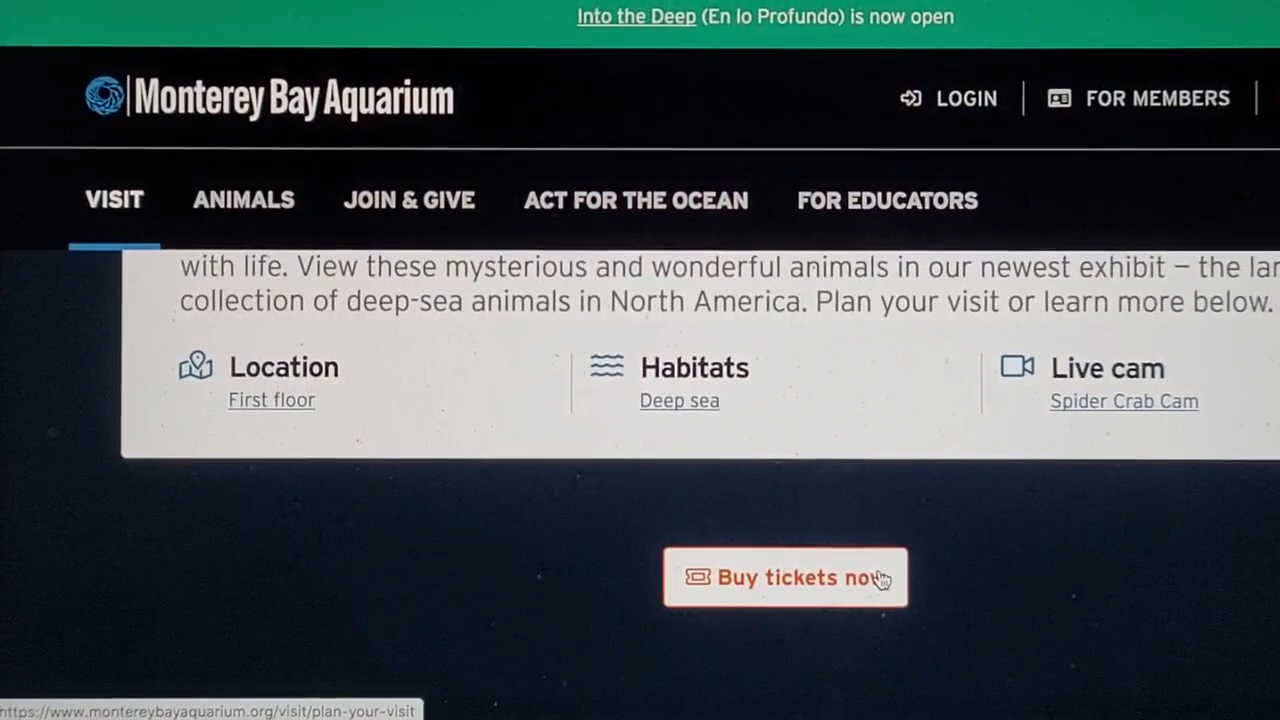 Into the Deep (En lo Profundo) is now open
Monterey Bay Aquarium
LOGIN
FOR MEMBERS
VISIT
ANIMALS
JOIN & GIVE
ACT FOR THE OCEAN
FOR EDUCATORS
with life. View these mysterious and wonderful animals in our newest exhibit – the
collection of deep-sea animals in North America. Plan your visit or learn more below.
Location
First floor
Habitats
Deep sea
Live cam
Spider Crab Cam
Buy tickets now
https://www.montereybayaquarium.org/visit/plan-your-visit